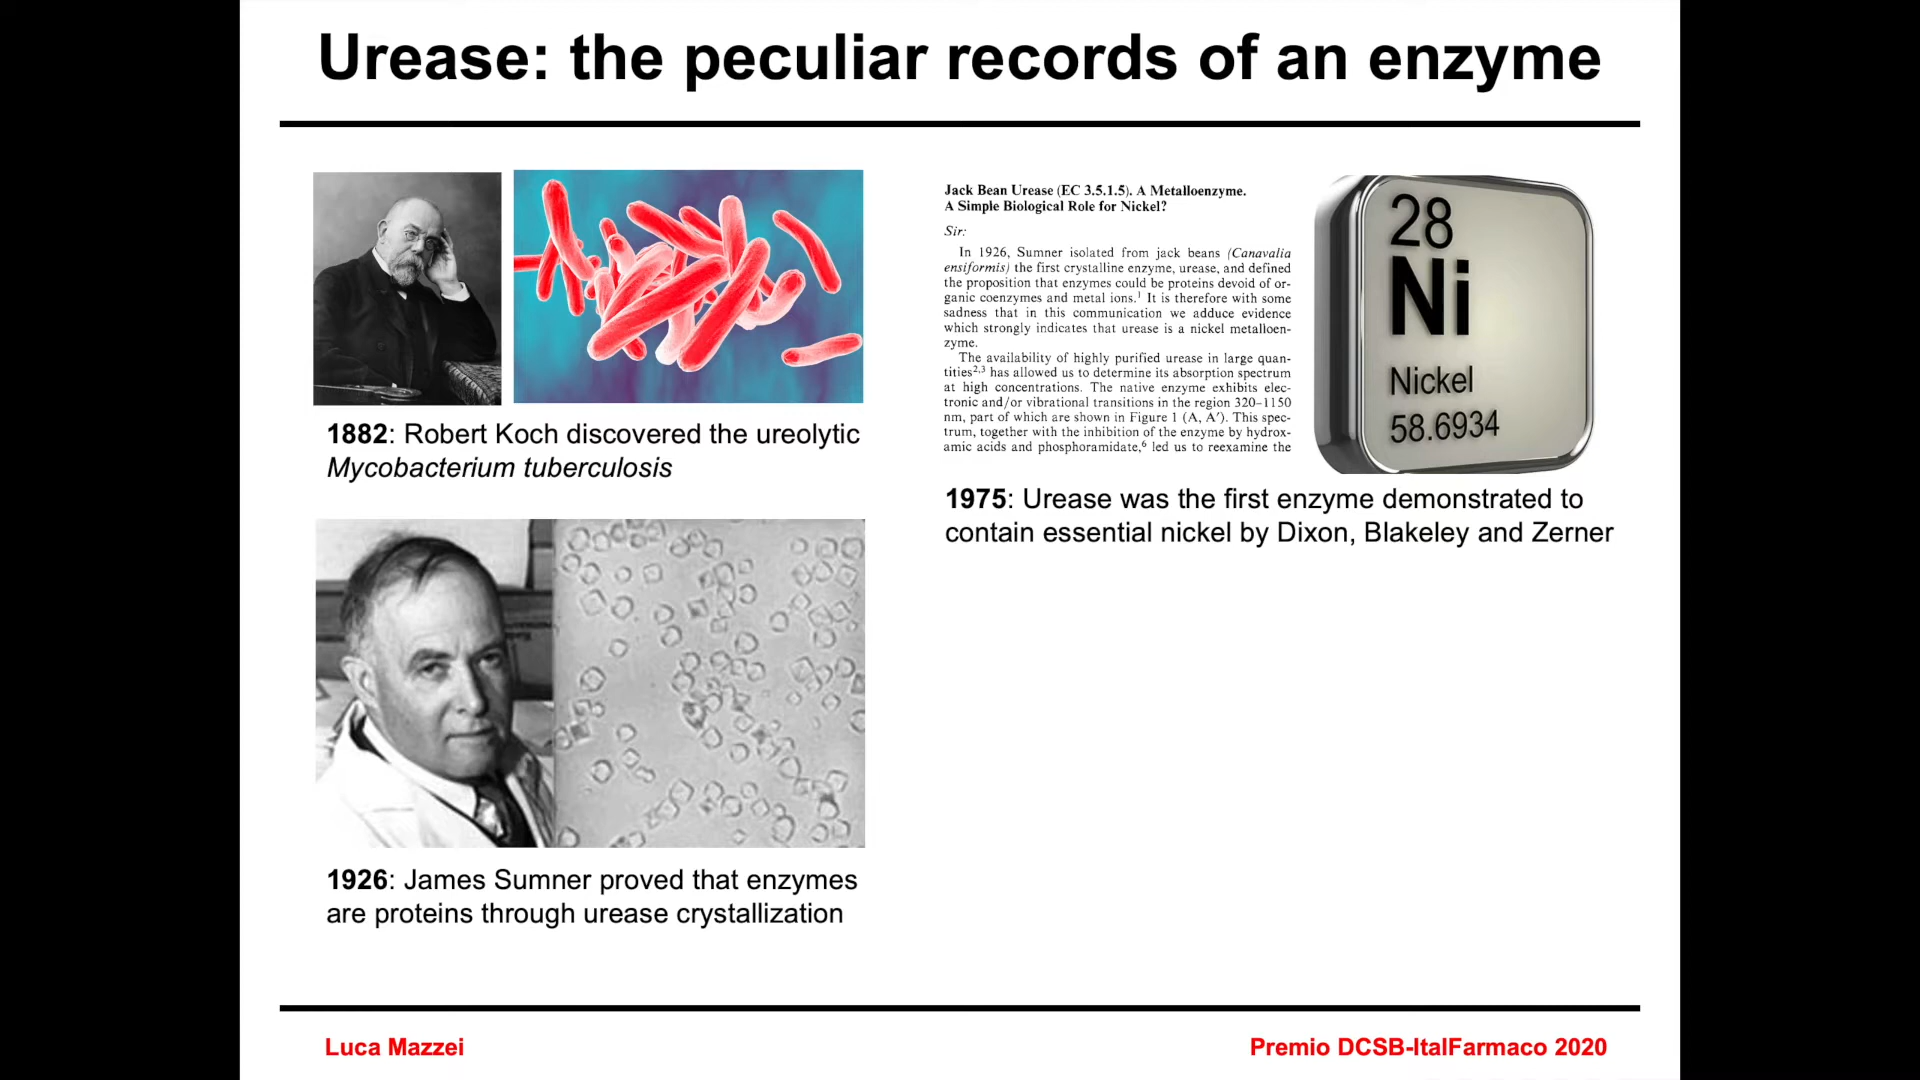 Urease: the peculiar records of an enzyme
1882: Robert Koch discovered the ureolytic
Mycobacterium tuberculosis
1926: James Sumner proved that enzymes
are proteins through urease crystallization
Jack Bean Urease (EC 3.5.1.5). A Metalloenzyme.
A Simple Biological Role for Nickel?
Sir:
In 1926, Sumner isolated from jack beans (Canavalia
ensiformis) the first crystalline enzyme, urease, and defined
the proposition that enzymes could be proteins devoid of or-
ganic coenzymes and metal ions.¹ It is therefore with some
sadness that in this communication we adduce evidence
which strongly indicates that urease is a nickel metalloen-
zyme.
The availability of highly purified urease in large quan-
tities²,³ has allowed us to determine its absorption spectrum
at high concentrations. The native enzyme exhibits elec-
tronic and/or vibrational transitions in the region 320–1150
nm, part of which are shown in Figure 1 (A, A′). This spec-
trum, together with the inhibition of the enzyme by hydrox-
amic acids and phosphoramidate,⁶ led us to reexamine the
28
Ni
Nickel
58.6934
1975: Urease was the first enzyme demonstrated to
contain essential nickel by Dixon, Blakeley and Zerner
Luca Mazzei
Premio DCSB-ItalFarmaco 2020